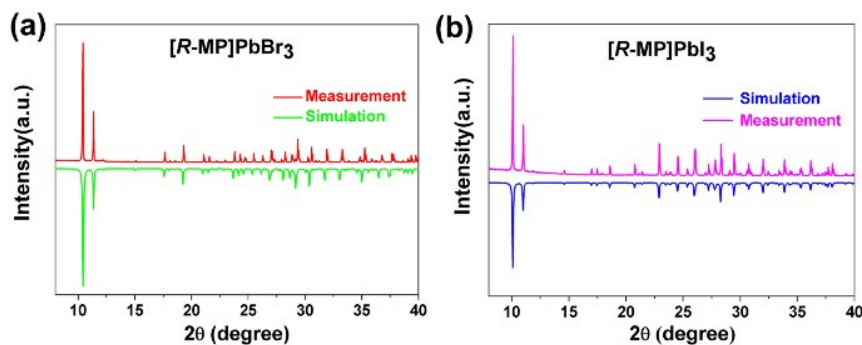 (a)
[R-MP]PbBr3
Measurement
Simulation
Intensity(a.u.)
10 15 20 25 30 35 40
2θ (degree)
(b)
[R-MP]PbI3
Simulation
Measurement
Intensity(a.u.)
10 15 20 25 30 35 40
2θ (degree)